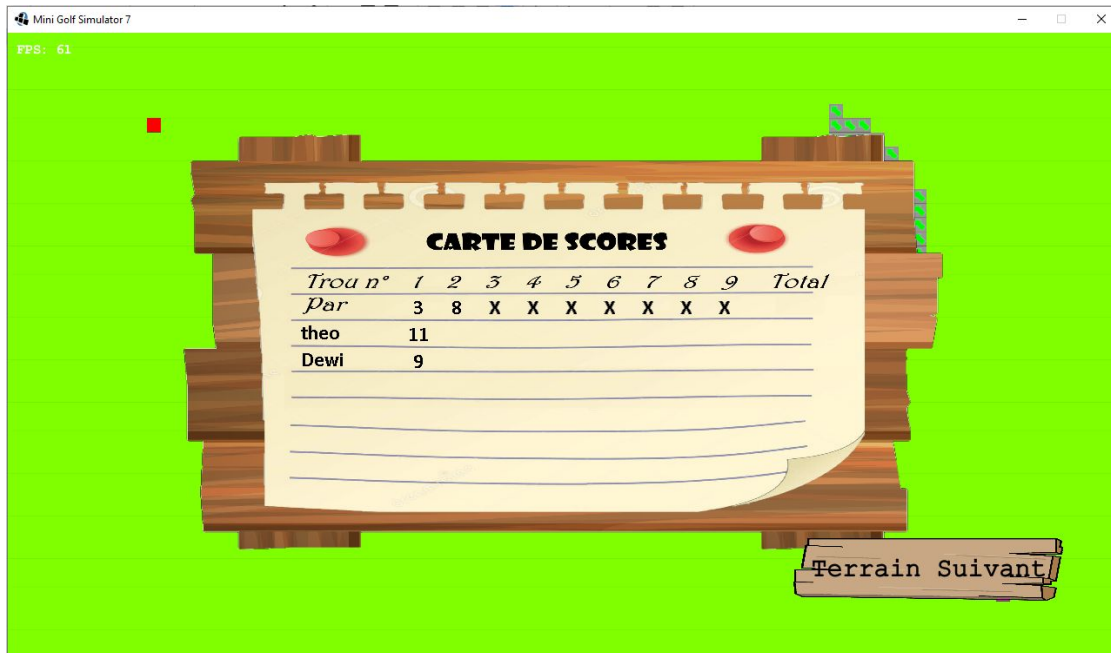 Mini Golf Simulator 7
FPS: 61
CARTE DE SCORES
Trou n° 1 2 3 4 5 6 7 8 9 Total
Par 3 8 X X X X X X X
theo 11
Dewi 9
Terrain Suivant